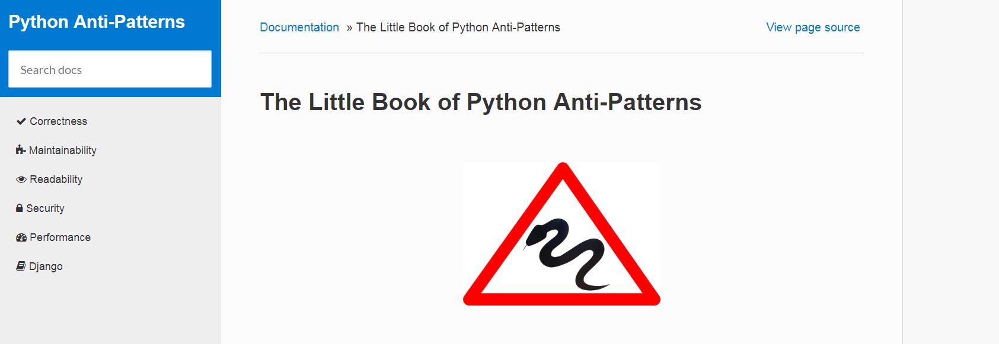 Python Anti-Patterns
Search docs
Correctness
Maintainability
Readability
Security
Performance
Django
Documentation » The Little Book of Python Anti-Patterns
View page source
The Little Book of Python Anti-Patterns